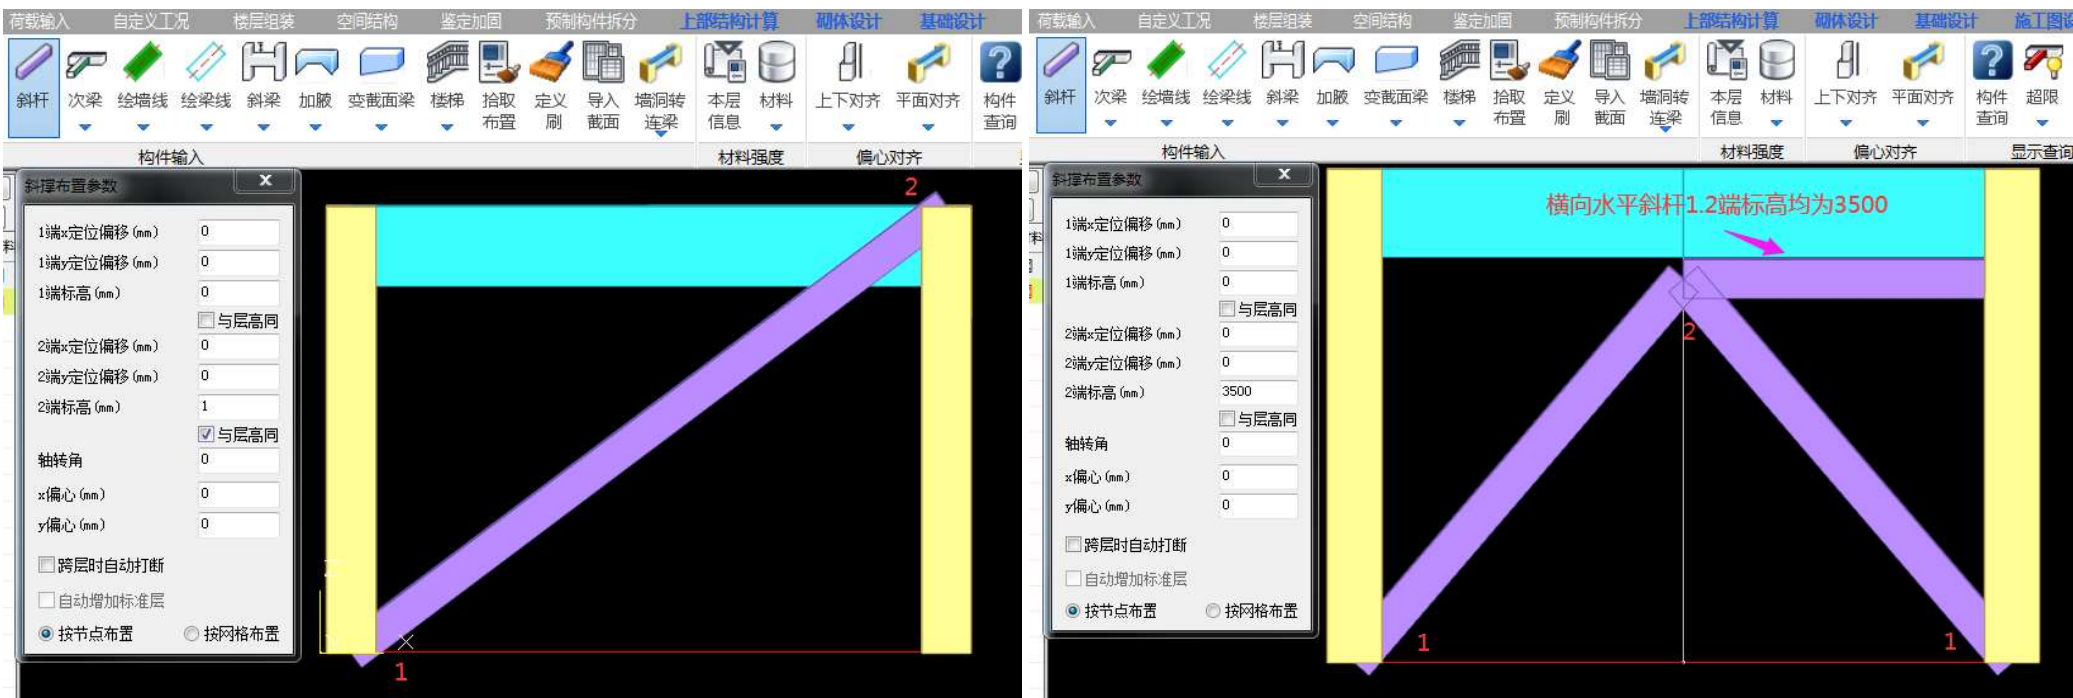 荷载输入 自定义工况 楼层组装 空间结构 鉴定加固 预制构件拆分 上部结构计算 砌体设计 基础设计
斜杆 次梁 绘墙线 绘梁线 斜梁 加腋 变截面梁 楼梯 拾取布置 定义刷 导入截面 墙洞转连梁 本层信息 材料 上下对齐 平面对齐 构件查询
构件输入 材料强度 偏心对齐
斜撑布置参数
1端x定位偏移(mm) 0
1端y定位偏移(mm) 0
1端标高(mm) 0
与层高同
2端x定位偏移(mm) 0
2端y定位偏移(mm) 0
2端标高(mm) 1
与层高同
轴转角 0
x偏心(mm) 0
y偏心(mm) 0
跨层时自动打断
自动增加标准层
按节点布置 按网格布置
2
1
荷载输入 自定义工况 楼层组装 空间结构 鉴定加固 预制构件拆分 上部结构计算 砌体设计 基础设计 施工图
斜杆 次梁 绘墙线 绘梁线 斜梁 加腋 变截面梁 楼梯 拾取布置 定义刷 导入截面 墙洞转连梁 本层信息 材料 上下对齐 平面对齐 构件查询 超限
构件输入 材料强度 偏心对齐 显示查询
斜撑布置参数
1端x定位偏移(mm) 0
1端y定位偏移(mm) 0
1端标高(mm) 0
与层高同
2端x定位偏移(mm) 0
2端y定位偏移(mm) 0
2端标高(mm) 3500
与层高同
轴转角 0
x偏心(mm) 0
y偏心(mm) 0
跨层时自动打断
自动增加标准层
按节点布置 按网格布置
横向水平斜杆1.2端标高均为3500
2
1 1